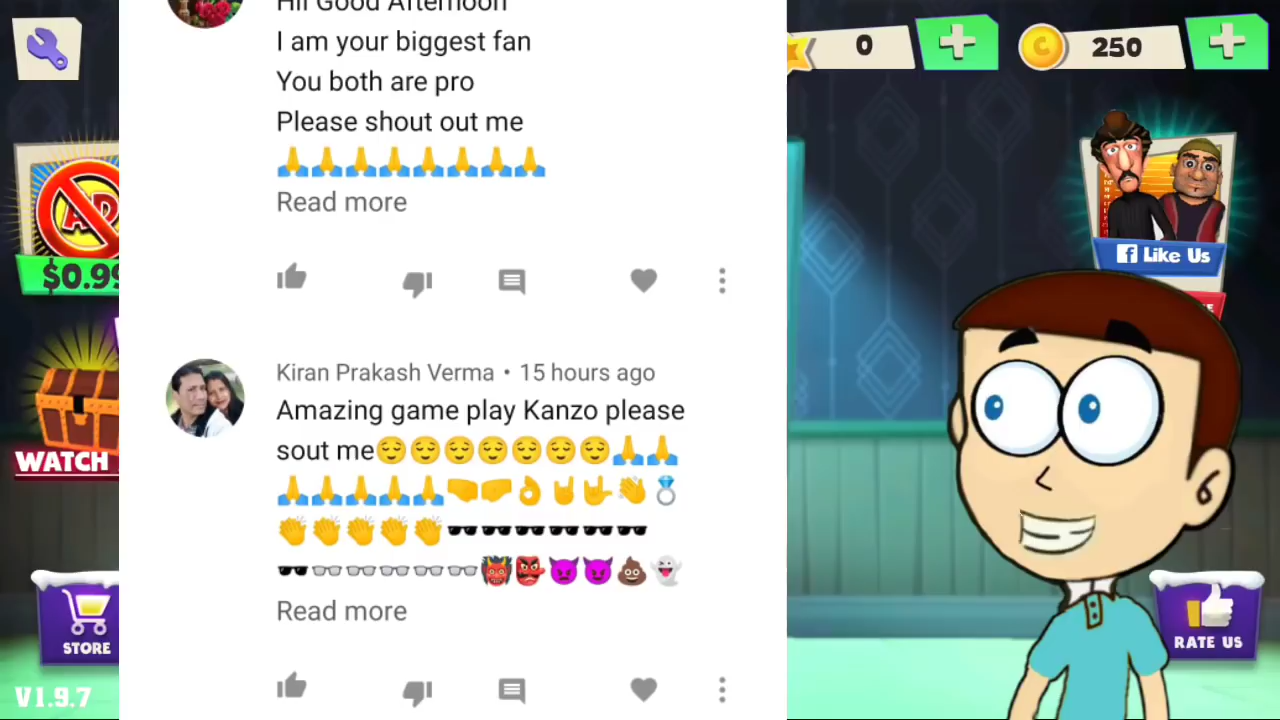 Hii Good Afternoon
I am your biggest fan
You both are pro
Please shout out me
🙏🙏🙏🙏🙏🙏🙏🙏
Read more
Kiran Prakash Verma • 15 hours ago
Amazing game play Kanzo please
sout me😌😌😌😌😌😌😌🙏🙏
🙏🙏🙏🙏🙏🤜🤛👌🤘🤟👏💍
👏👏👏👏👏🕶🕶🕶🕶🕶🕶
🕶👓👓👓👓👓👹👺👿😈💩👻
Read more
0
250
AD
$0.99
WATCH
STORE
V1.9.7
f Like Us
RATE US